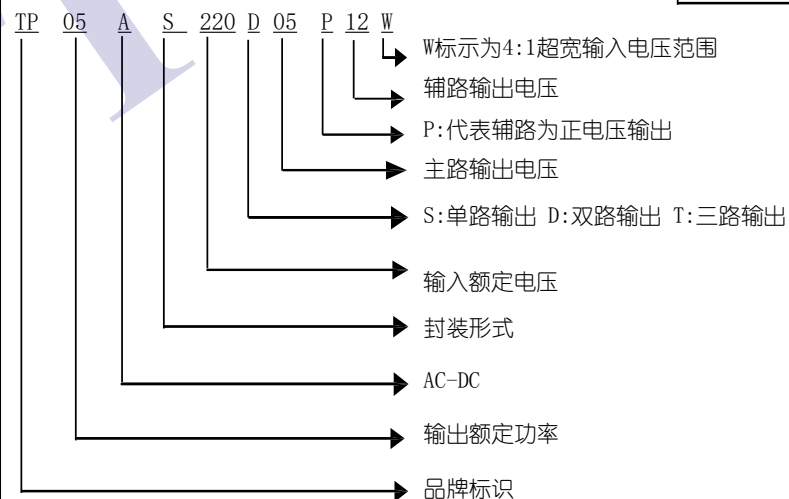 TP 05 A S 220 D 05 P 12 W
W标示为4:1超宽输入电压范围
辅路输出电压
P:代表辅路为正电压输出
主路输出电压
S:单路输出 D:双路输出 T:三路输出
输入额定电压
封装形式
AC-DC
输出额定功率
品牌标识